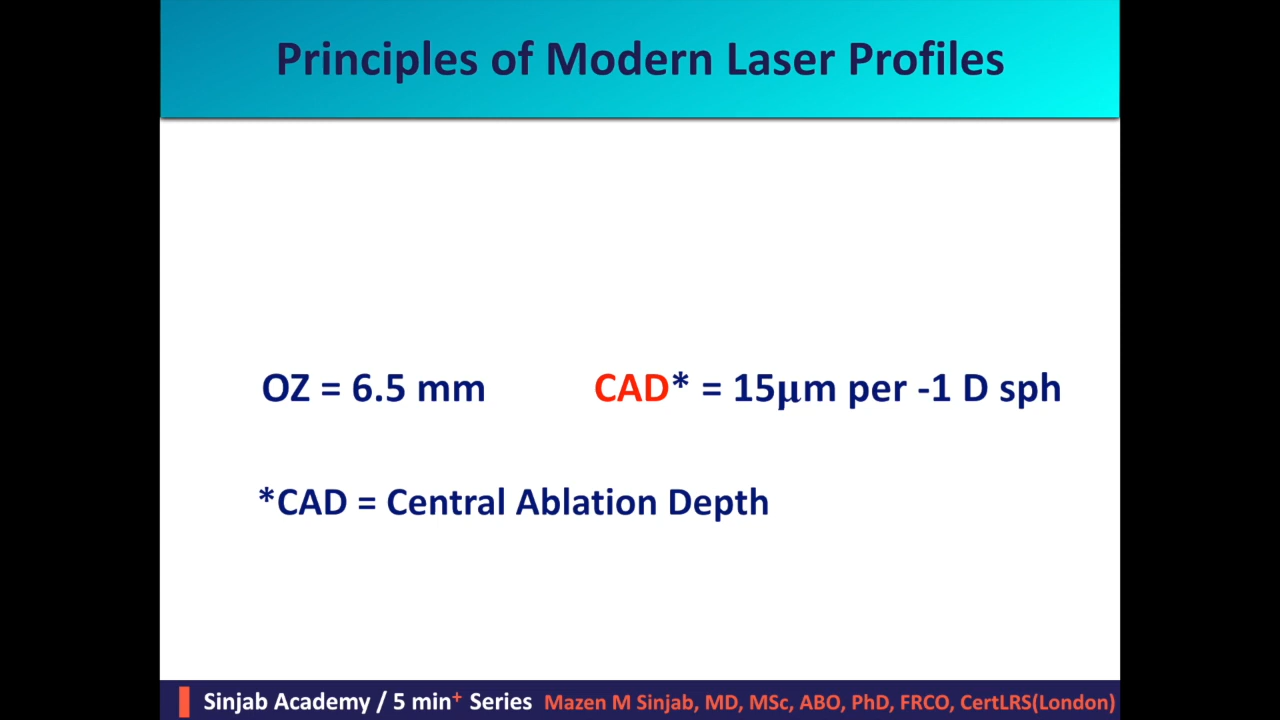 Principles of Modern Laser Profiles
OZ = 6.5 mm CAD* = 15μm per -1 D sph
*CAD = Central Ablation Depth
Sinjab Academy / 5 min+ Series Mazen M Sinjab, MD, MSc, ABO, PhD, FRCO, CertLRS(London)